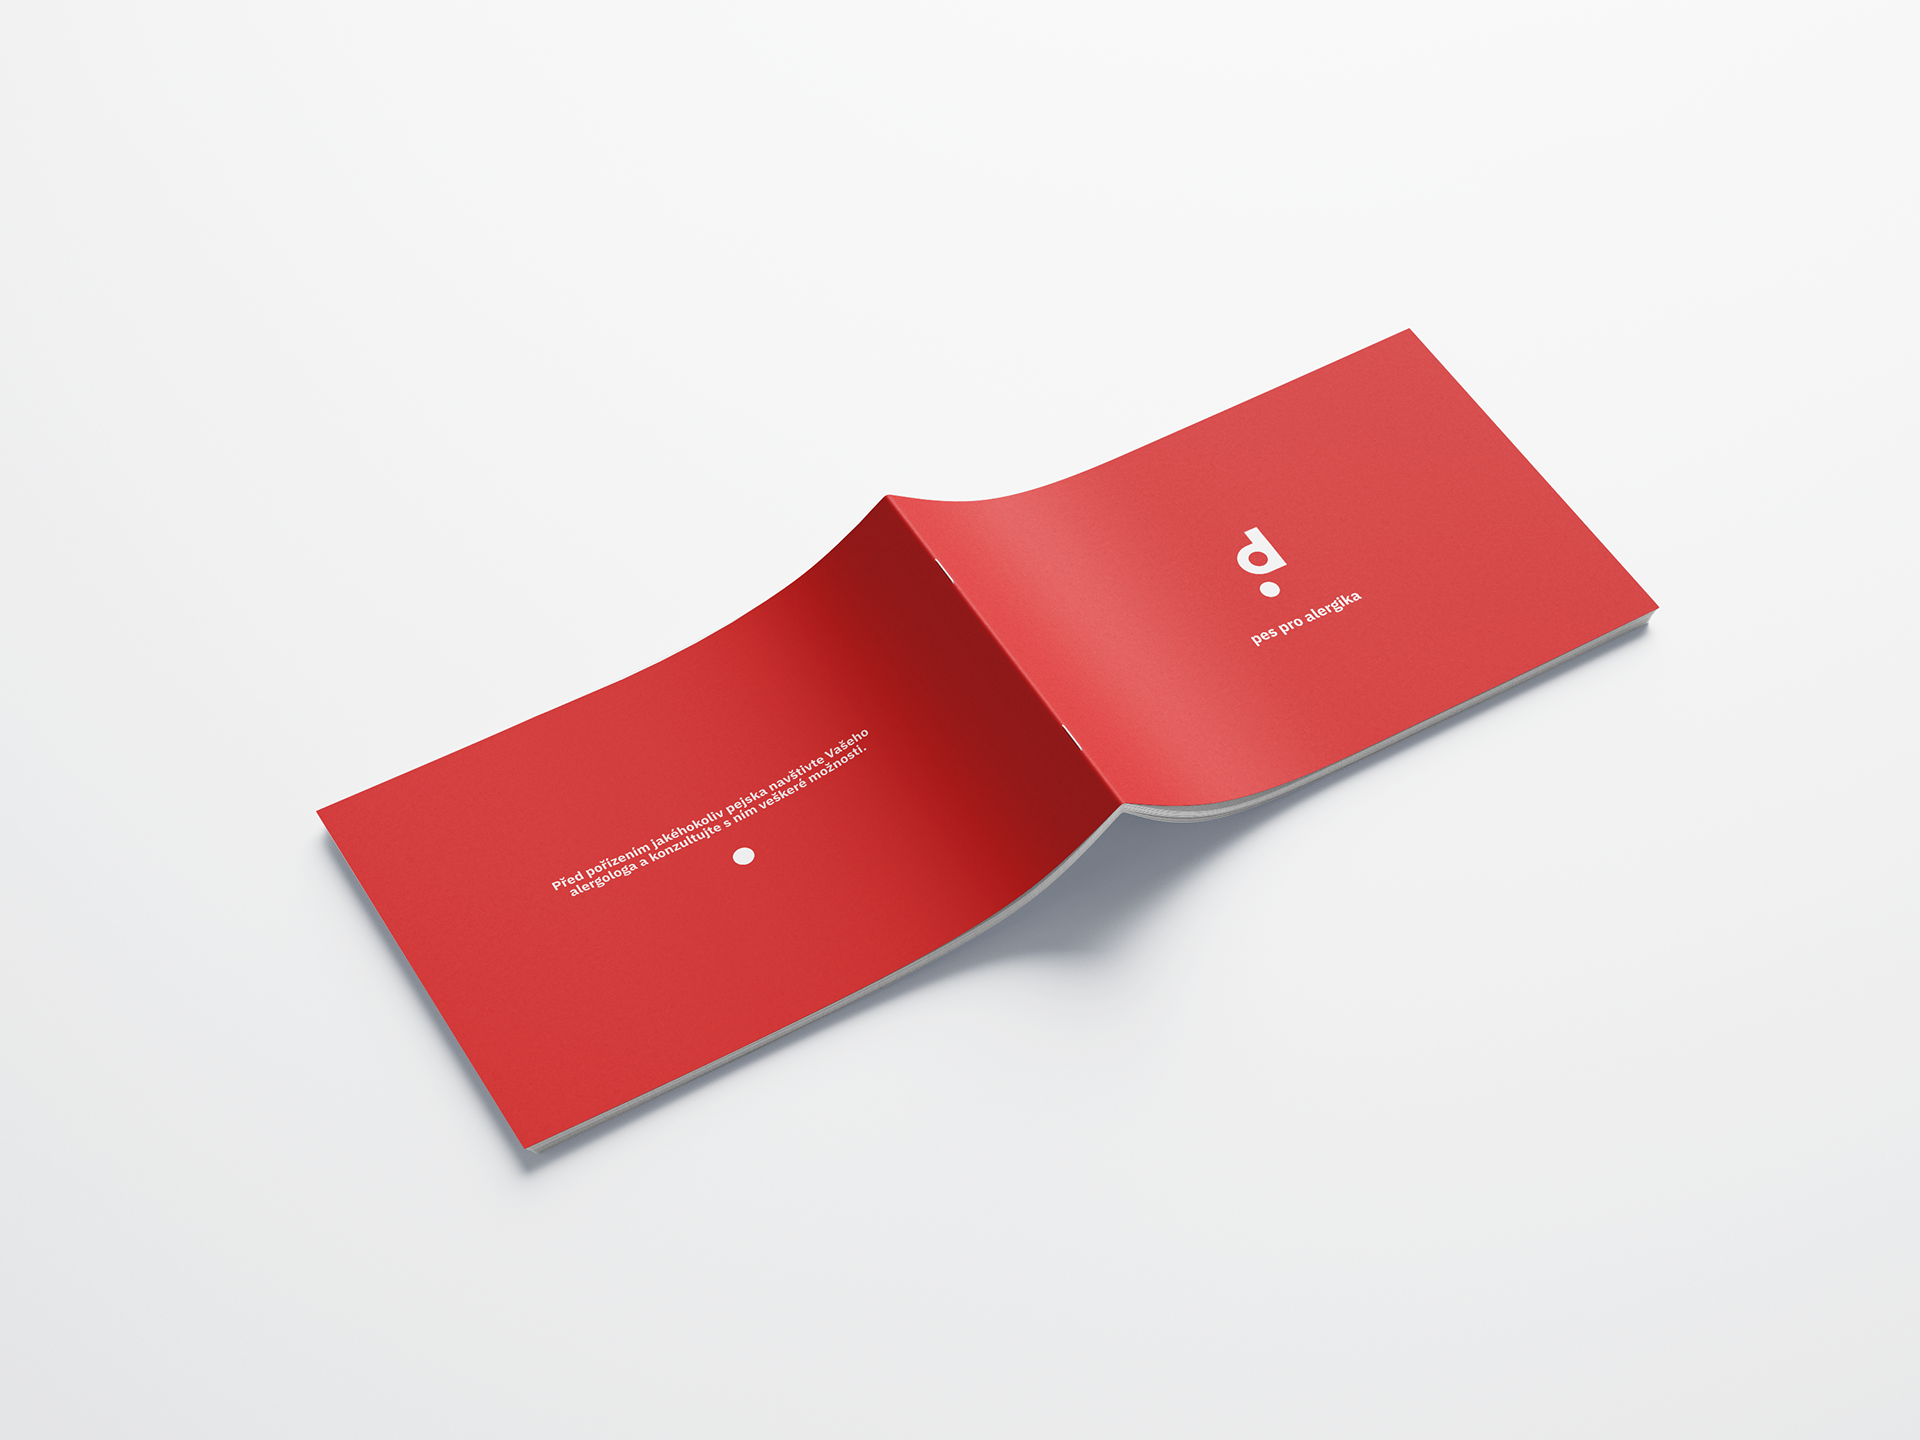 Před pořízením jakéhokoliv pejska navštivte Vašeho
alergologa a konzultujte s ním veškeré možnosti.
d
pes pro alergika